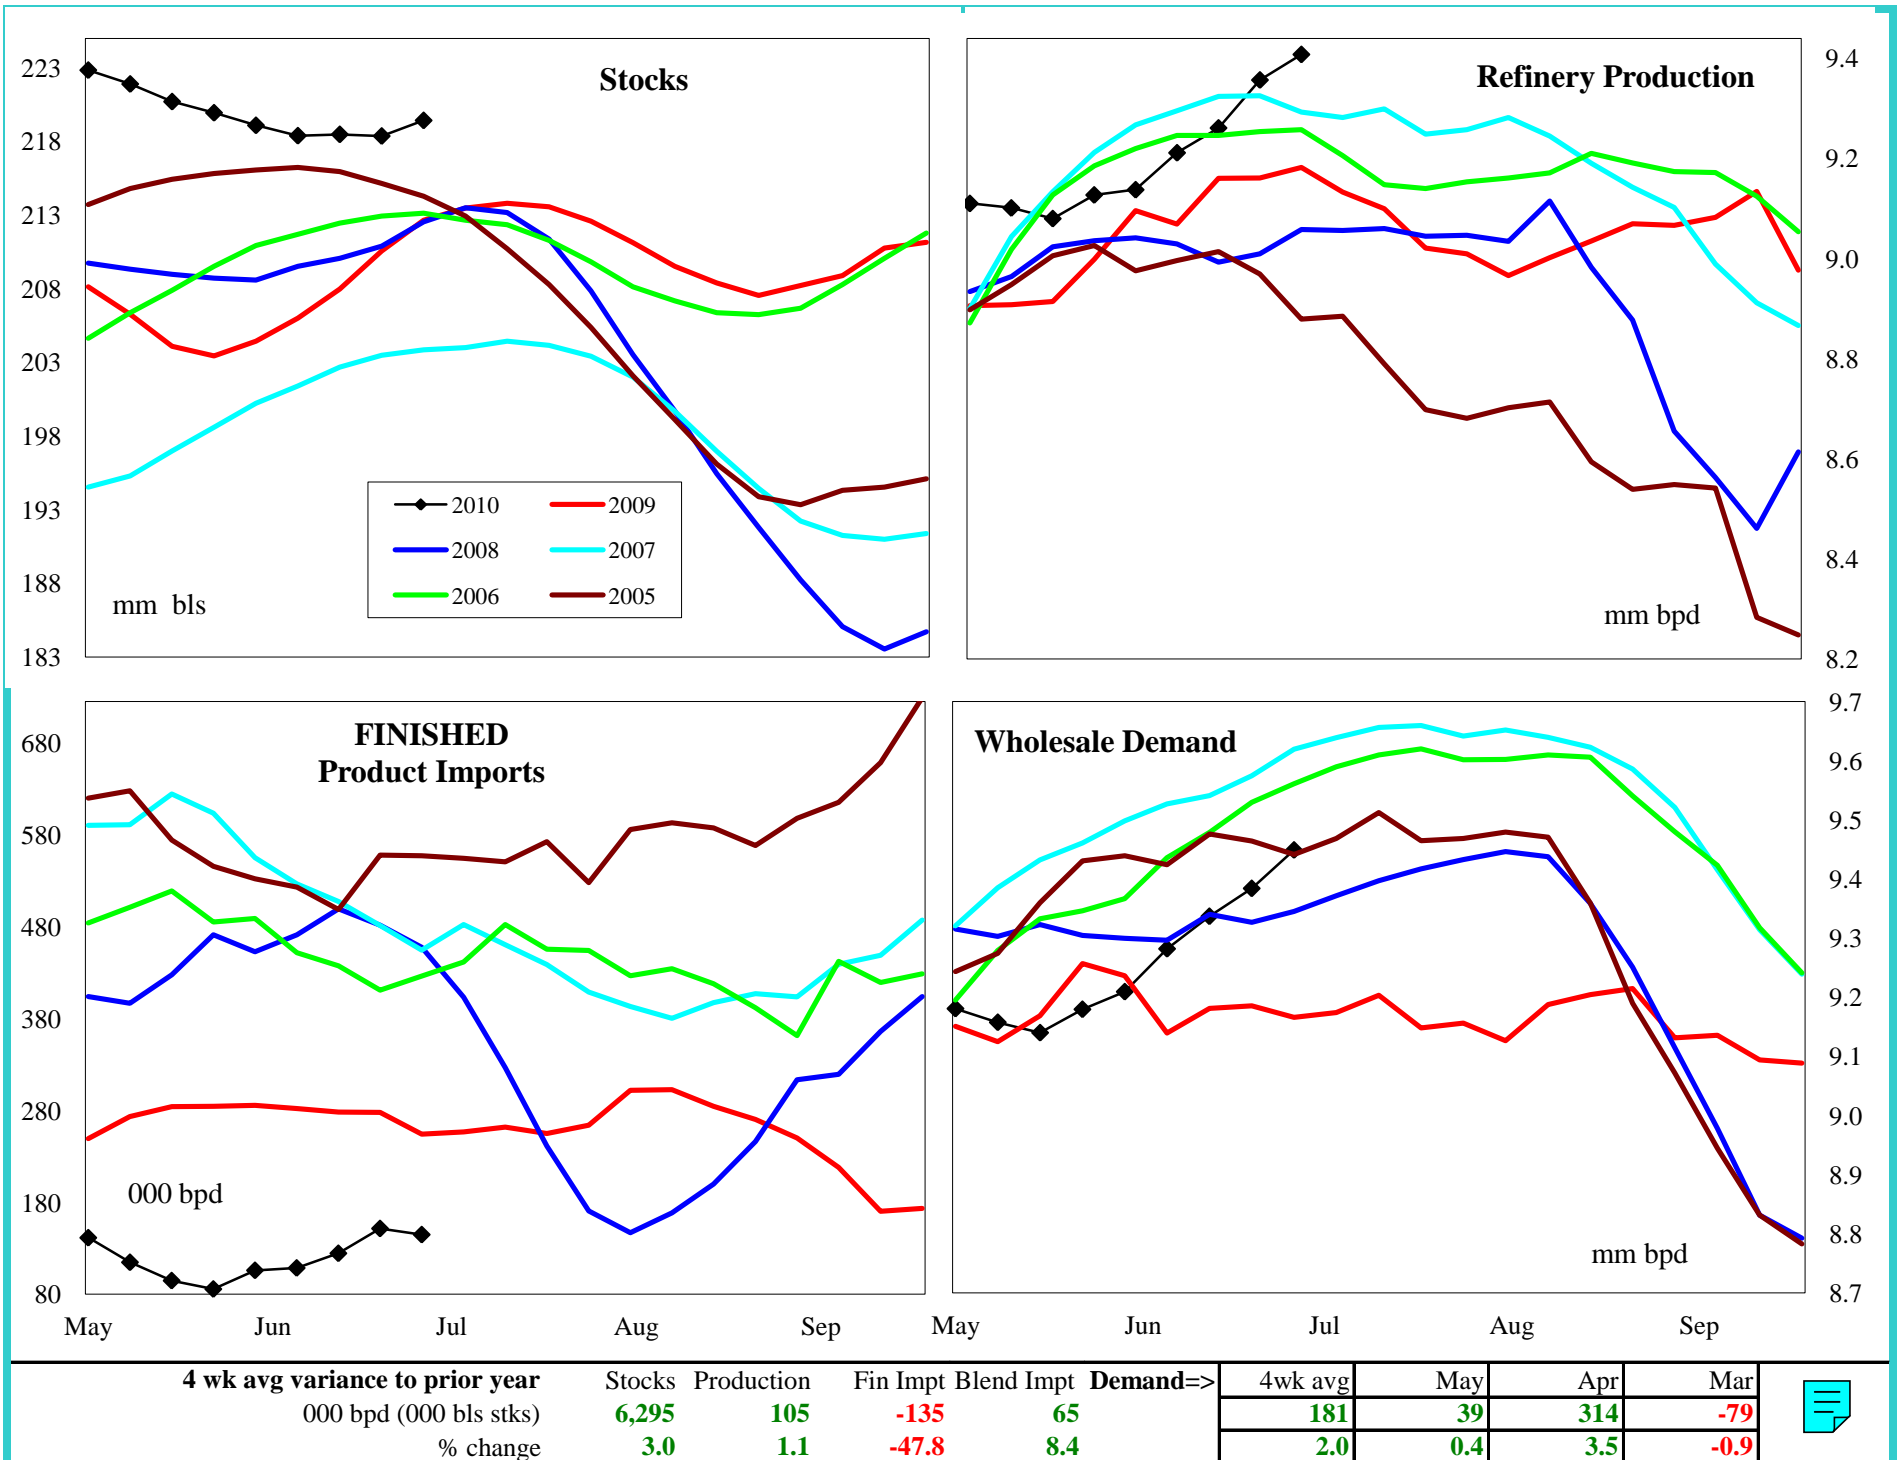 Stocks
223
218
213
208
203
198
193
188
183
2010
2009
2008
2007
2006
2005
mm bls
Refinery Production
9.4
9.2
9.0
8.8
8.6
8.4
8.2
mm bpd
FINISHED
Product Imports
680
580
480
380
280
180
80
000 bpd
May Jun Jul Aug Sep
Wholesale Demand
9.7
9.6
9.5
9.4
9.3
9.2
9.1
9.0
8.9
8.8
8.7
mm bpd
May Jun Jul Aug Sep
4 wk avg variance to prior year Stocks Production Fin Impt Blend Impt Demand=> 4wk avg May Apr Mar
000 bpd (000 bls stks) 6,295 105 -135 65 181 39 314 -79
% change 3.0 1.1 -47.8 8.4 2.0 0.4 3.5 -0.9